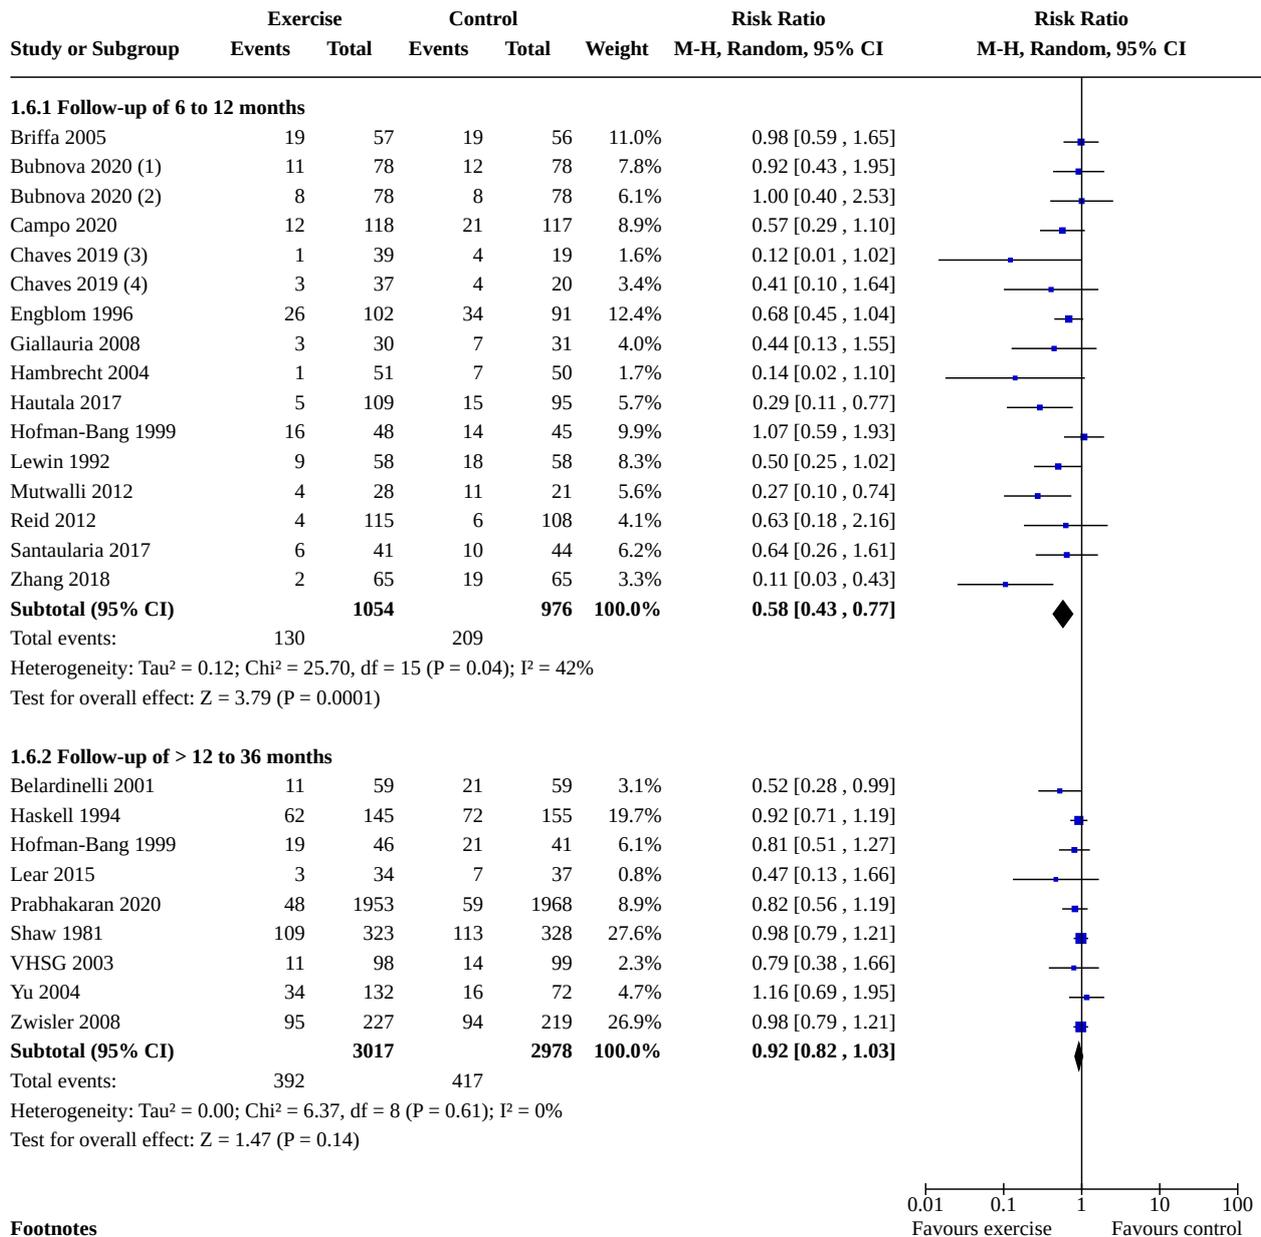 Exercise Control Risk Ratio Risk Ratio
Study or Subgroup Events Total Events Total Weight M-H, Random, 95% CI M-H, Random, 95% CI
1.6.1 Follow-up of 6 to 12 months
Briffa 2005 19 57 19 56 11.0% 0.98 [0.59 , 1.65]
Bubnova 2020 (1) 11 78 12 78 7.8% 0.92 [0.43 , 1.95]
Bubnova 2020 (2) 8 78 8 78 6.1% 1.00 [0.40 , 2.53]
Campo 2020 12 118 21 117 8.9% 0.57 [0.29 , 1.10]
Chaves 2019 (3) 1 39 4 19 1.6% 0.12 [0.01 , 1.02]
Chaves 2019 (4) 3 37 4 20 3.4% 0.41 [0.10 , 1.64]
Engblom 1996 26 102 34 91 12.4% 0.68 [0.45 , 1.04]
Giallauria 2008 3 30 7 31 4.0% 0.44 [0.13 , 1.55]
Hambrecht 2004 1 51 7 50 1.7% 0.14 [0.02 , 1.10]
Hautala 2017 5 109 15 95 5.7% 0.29 [0.11 , 0.77]
Hofman-Bang 1999 16 48 14 45 9.9% 1.07 [0.59 , 1.93]
Lewin 1992 9 58 18 58 8.3% 0.50 [0.25 , 1.02]
Mutwalli 2012 4 28 11 21 5.6% 0.27 [0.10 , 0.74]
Reid 2012 4 115 6 108 4.1% 0.63 [0.18 , 2.16]
Santaularia 2017 6 41 10 44 6.2% 0.64 [0.26 , 1.61]
Zhang 2018 2 65 19 65 3.3% 0.11 [0.03 , 0.43]
Subtotal (95% CI) 1054 976 100.0% 0.58 [0.43 , 0.77]
Total events: 130 209
Heterogeneity: Tau² = 0.12; Chi² = 25.70, df = 15 (P = 0.04); I² = 42%
Test for overall effect: Z = 3.79 (P = 0.0001)
1.6.2 Follow-up of > 12 to 36 months
Belardinelli 2001 11 59 21 59 3.1% 0.52 [0.28 , 0.99]
Haskell 1994 62 145 72 155 19.7% 0.92 [0.71 , 1.19]
Hofman-Bang 1999 19 46 21 41 6.1% 0.81 [0.51 , 1.27]
Lear 2015 3 34 7 37 0.8% 0.47 [0.13 , 1.66]
Prabhakaran 2020 48 1953 59 1968 8.9% 0.82 [0.56 , 1.19]
Shaw 1981 109 323 113 328 27.6% 0.98 [0.79 , 1.21]
VHSG 2003 11 98 14 99 2.3% 0.79 [0.38 , 1.66]
Yu 2004 34 132 16 72 4.7% 1.16 [0.69 , 1.95]
Zwisler 2008 95 227 94 219 26.9% 0.98 [0.79 , 1.21]
Subtotal (95% CI) 3017 2978 100.0% 0.92 [0.82 , 1.03]
Total events: 392 417
Heterogeneity: Tau² = 0.00; Chi² = 6.37, df = 8 (P = 0.61); I² = 0%
Test for overall effect: Z = 1.47 (P = 0.14)
0.01 0.1 1 10 100
Footnotes Favours exercise Favours control